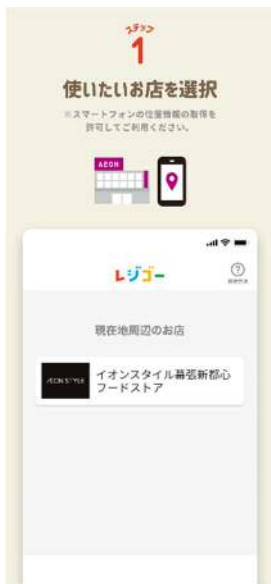 ステップ
1
使いたいお店を選択
※スマートフォンの位置情報の取得を
許可してご利用ください。
AEON
レジゴー
?
現在地周辺のお店
AEON STYLE
イオンスタイル幕張新都心
フードストア